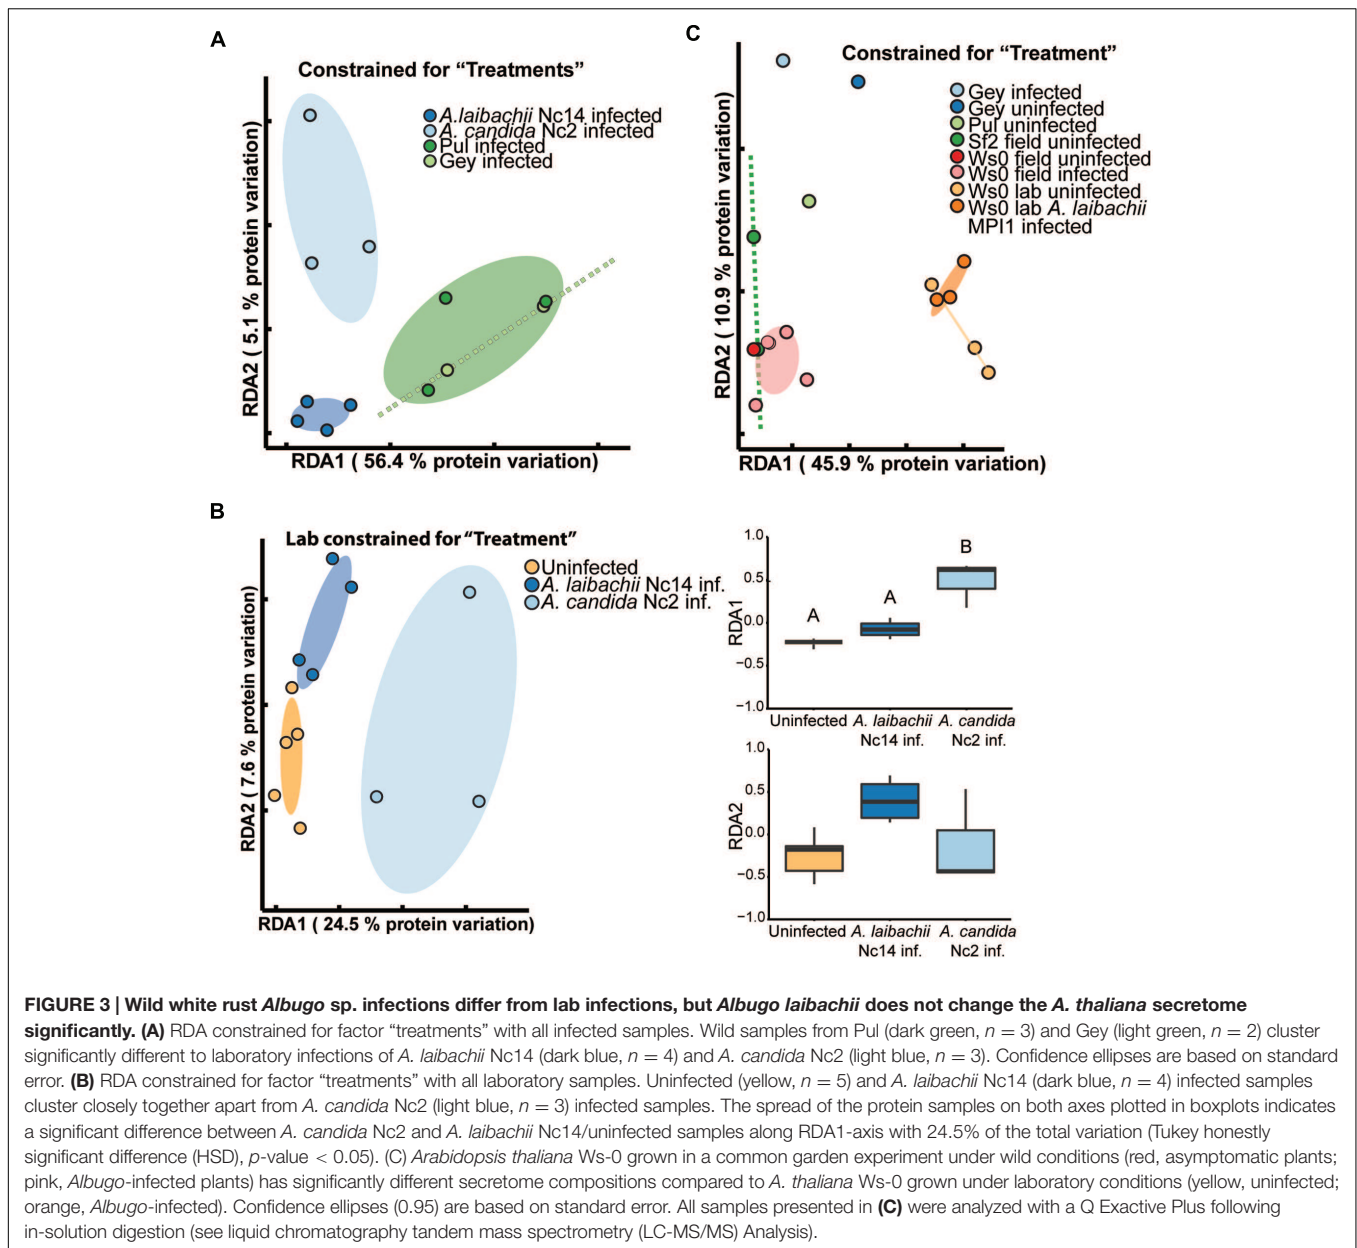 A
Constrained for “Treatments”
A.laibachii Nc14 infected
A. candida Nc2 infected
Pul infected
Gey infected
RDA2 ( 5.1 % protein variation)
RDA1 ( 56.4 % protein variation)
C
Constrained for “Treatment”
Gey infected
Gey uninfected
Pul uninfected
Sf2 field uninfected
Ws0 field uninfected
Ws0 field infected
Ws0 lab uninfected
Ws0 lab A. laibachii
MPI1 infected
RDA2 ( 10.9 % protein variation)
RDA1 ( 45.9 % protein variation)
B
Lab constrained for “Treatment”
Uninfected
A. laibachii Nc14 inf.
A. candida Nc2 inf.
RDA2 ( 7.6 % protein variation)
RDA1 ( 24.5 % protein variation)
1.0
0.5
0.0
−0.5
−1.0
RDA1
A
A
B
Uninfected A. laibachii A. candida
Nc14 inf. Nc2 inf.
1.0
0.5
0.0
−0.5
−1.0
RDA2
Uninfected A. laibachii A. candida
Nc14 inf. Nc2 inf.
FIGURE 3 | Wild white rust Albugo sp. infections differ from lab infections, but Albugo laibachii does not change the A. thaliana secretome
significantly. (A) RDA constrained for factor “treatments” with all infected samples. Wild samples from Pul (dark green, n = 3) and Gey (light green, n = 2) cluster
significantly different to laboratory infections of A. laibachii Nc14 (dark blue, n = 4) and A. candida Nc2 (light blue, n = 3). Confidence ellipses are based on standard
error. (B) RDA constrained for factor “treatments” with all laboratory samples. Uninfected (yellow, n = 5) and A. laibachii Nc14 (dark blue, n = 4) infected samples
cluster closely together apart from A. candida Nc2 (light blue, n = 3) infected samples. The spread of the protein samples on both axes plotted in boxplots indicates
a significant difference between A. candida Nc2 and A. laibachii Nc14/uninfected samples along RDA1-axis with 24.5% of the total variation (Tukey honestly
significant difference (HSD), p-value < 0.05). (C) Arabidopsis thaliana Ws-0 grown in a common garden experiment under wild conditions (red, asymptomatic plants;
pink, Albugo-infected plants) has significantly different secretome compositions compared to A. thaliana Ws-0 grown under laboratory conditions (yellow, uninfected;
orange, Albugo-infected). Confidence ellipses (0.95) are based on standard error. All samples presented in (C) were analyzed with a Q Exactive Plus following
in-solution digestion (see liquid chromatography tandem mass spectrometry (LC-MS/MS) Analysis).